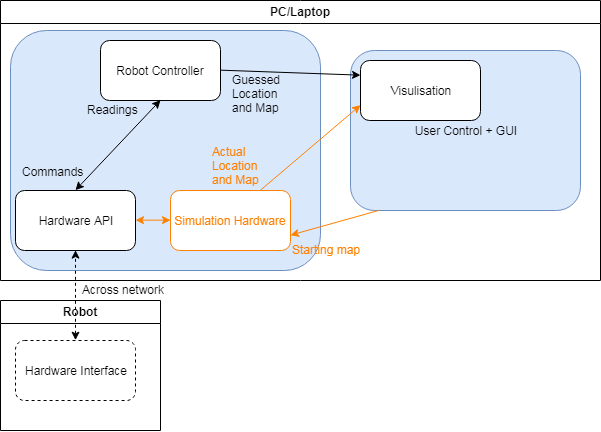 PC/Laptop
Robot Controller
Visulisation
Guessed
Location
and Map
Readings
User Control + GUI
Actual
Location
and Map
Commands
Hardware API
Simulation Hardware
Starting map
Across network
Robot
Hardware Interface